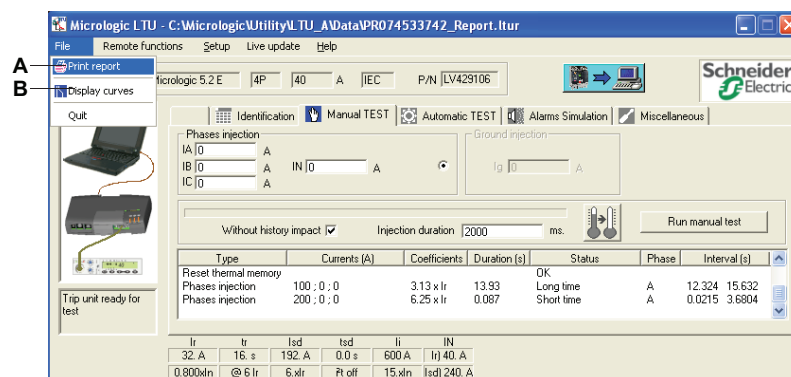 Micrologic LTU - C:\Micrologic\Utility\LTU_A\Data\PR074533742_Report.ltur
File Remote functions Setup Live update Help
A Print report
B Display curves
Quit
Micrologic 5.2 E 4P 40 A IEC P/N LV429106
Schneider Electric
Identification Manual TEST Automatic TEST Alarms Simulation Miscellaneous
Phases injection Ground injection
IA 0 A
IB 0 A IN 0 A Ig 0 A
IC 0 A
Without history impact Injection duration 2000 ms. Run manual test
Type Currents (A) Coefficients Duration (s) Status Phase Interval (s)
Reset thermal memory OK
Phases injection 100 ; 0 ; 0 3.13 x Ir 13.93 Long time A 12.324 15.632
Phases injection 200 ; 0 ; 0 6.25 x Ir 0.087 Short time A 0.0215 3.6804
Trip unit ready for
test
Ir tr Isd tsd Ii IN
32. A 16. s 192. A 0.0 s 600 A Ir) 40. A
0.800xIn @ 6 Ir 6.xIr I²t off 15.xIn Isd) 240. A